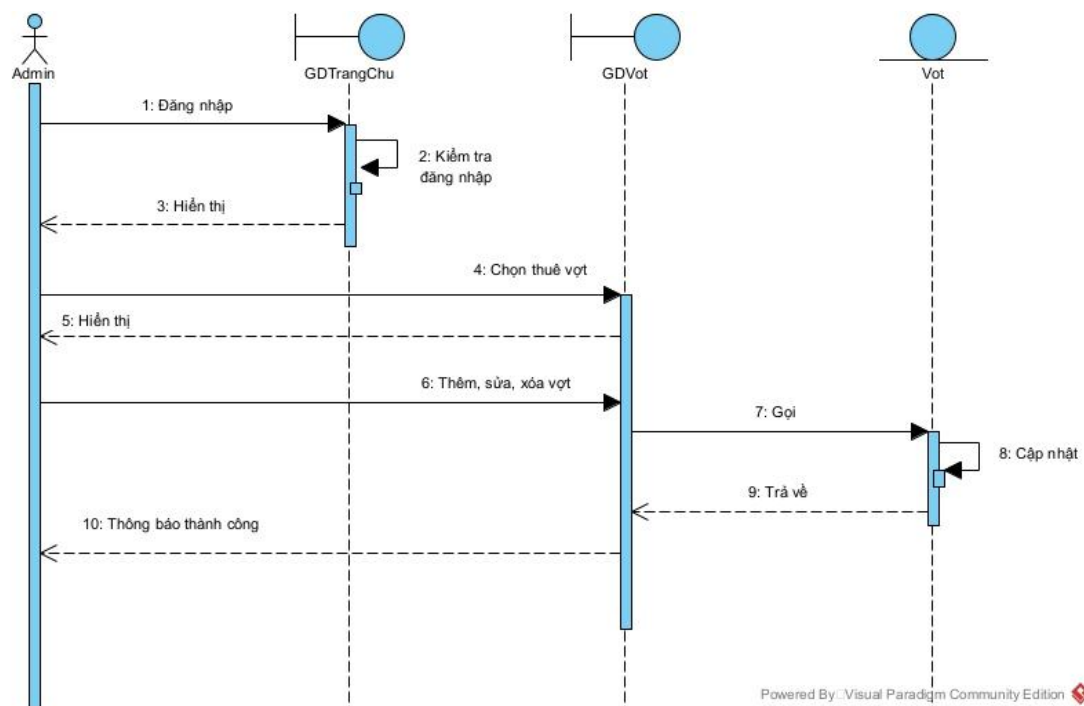 Admin
GDTrangChu
GDVot
Vot
1: Đăng nhập
2: Kiểm tra
đăng nhập
3: Hiển thị
4: Chọn thuê vợt
5: Hiển thị
6: Thêm, sửa, xóa vợt
7: Gọi
8: Cập nhật
9: Trả về
10: Thông báo thành công
Powered By Visual Paradigm Community Edition